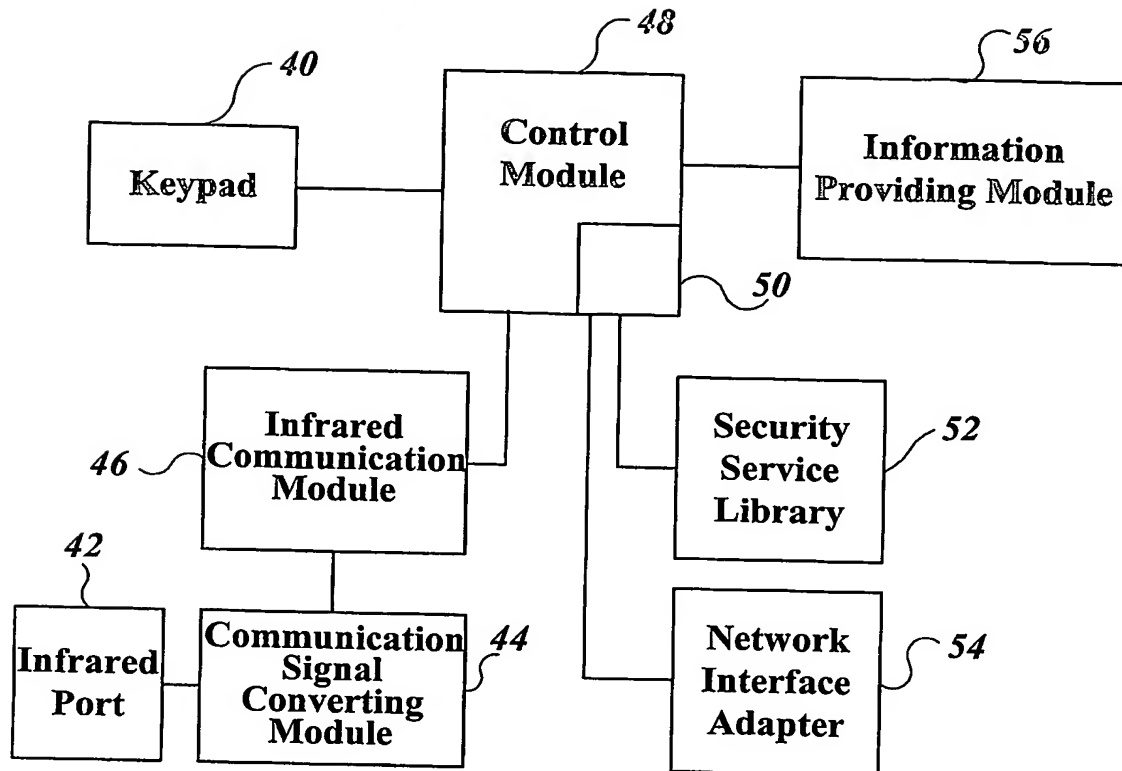 48
56
40
Control
Module
Information
Providing Module
Keypad
50
Infrared
Communication
Module
46
Security
Service
Library
52
42
Infrared
Port
Communication
Signal
Converting
Module
44
Network
Interface
Adapter
54